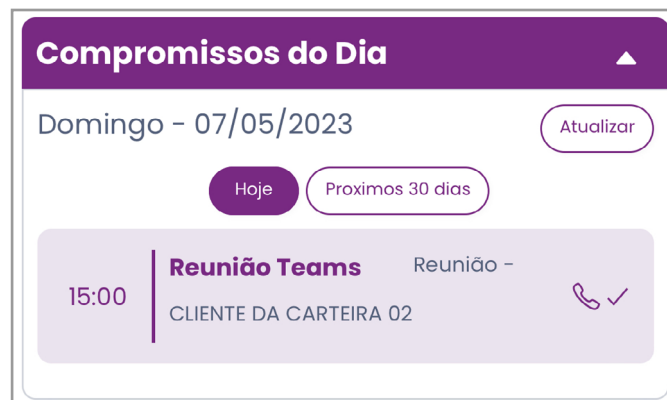 Compromissos do Dia
Domingo - 07/05/2023
Atualizar
Hoje
Proximos 30 dias
15:00
Reunião Teams
Reunião -
CLIENTE DA CARTEIRA 02